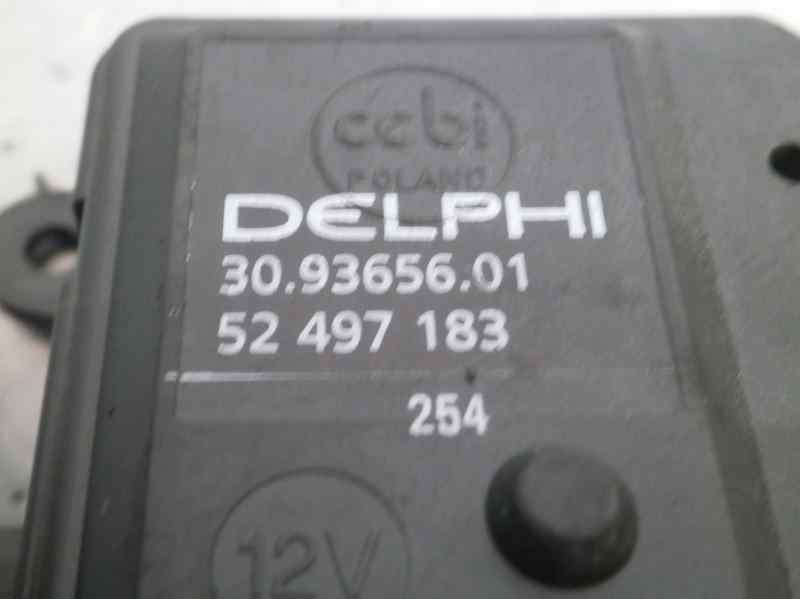 cebi
POLAND
DELPHI
30.93656.01
52 497 183
254
12V